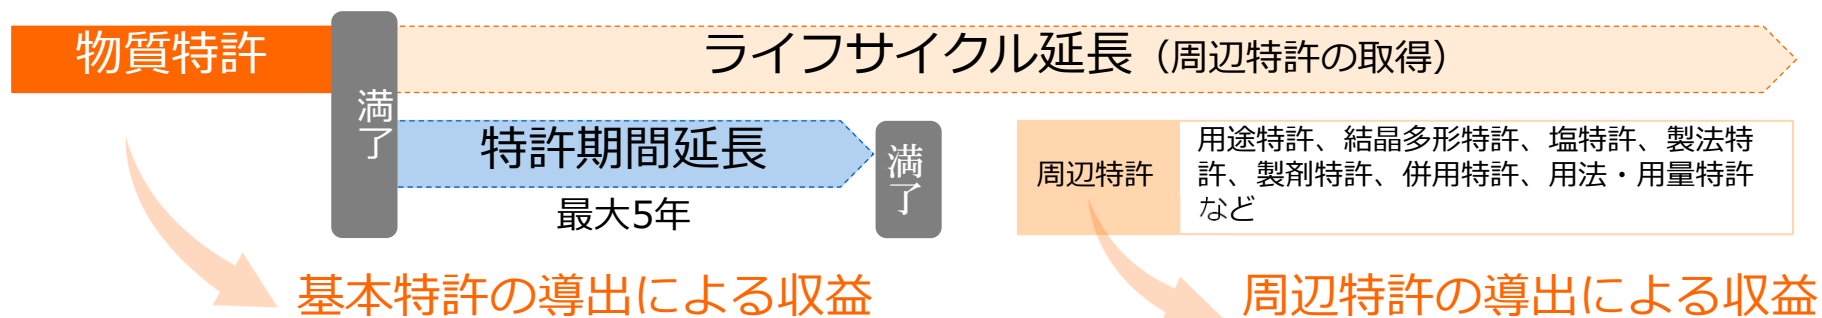 物質特許
満了
ライフサイクル延長（周辺特許の取得）
特許期間延長
最大5年
満了
周辺特許
用途特許、結晶多形特許、塩特許、製法特
許、製剤特許、併用特許、用法・用量特許
など
基本特許の導出による収益
周辺特許の導出による収益